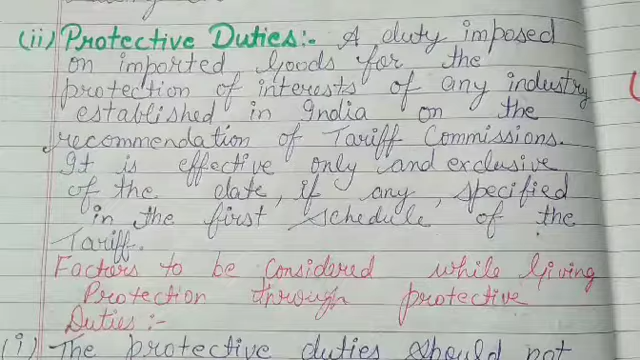 (ii) Protective Duties:- A duty imposed
on imported Goods for the
protection of interests of any industry
established in India on the
recommendation of Tariff Commissions.
It is effective only and exclusive
of the date, if any, specified
in the first schedule of the
Tariff.
Factors to be Considered while Giving
Protection through protective
Duties:-
(i) The protective duties should not